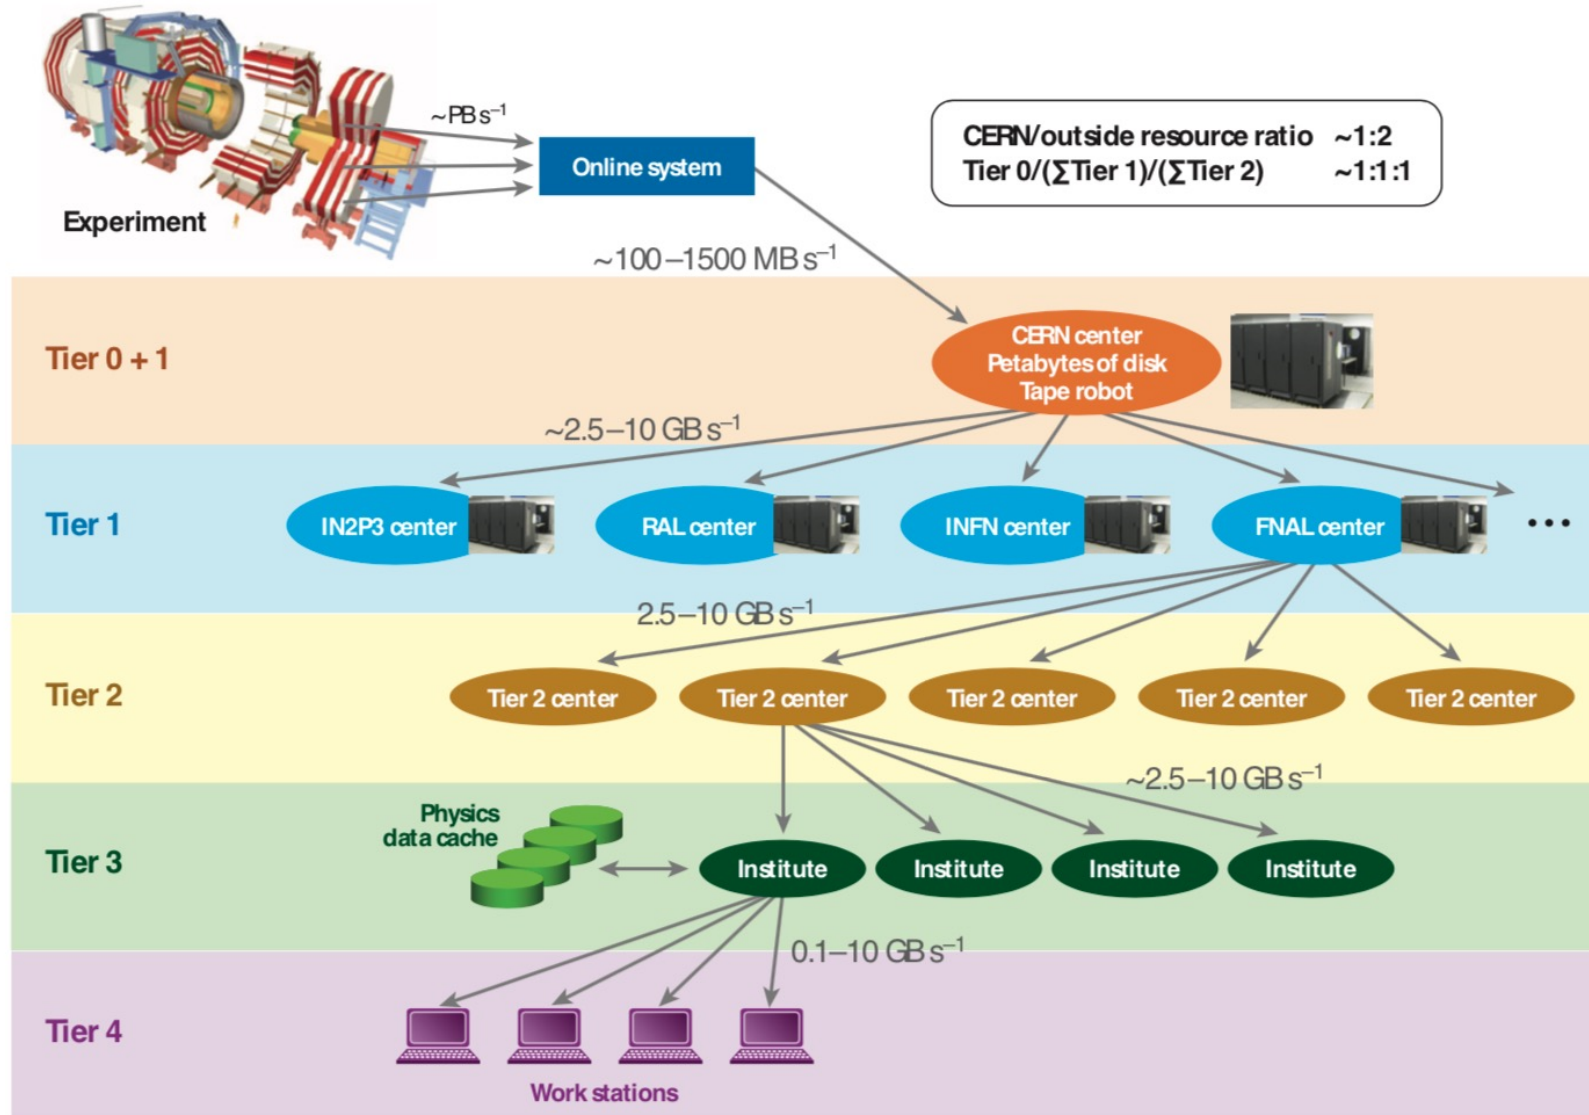 ~PB s⁻¹
Online system
Experiment
CERN/outside resource ratio ~1:2
Tier 0/(∑Tier 1)/(∑Tier 2) ~1:1:1
~100–1500 MB s⁻¹
Tier 0 + 1
CERN center
Petabytes of disk
Tape robot
~2.5–10 GB s⁻¹
Tier 1
IN2P3 center
RAL center
INFN center
FNAL center
...
2.5–10 GB s⁻¹
Tier 2
Tier 2 center
Tier 2 center
Tier 2 center
Tier 2 center
Tier 2 center
~2.5–10 GB s⁻¹
Tier 3
Physics
data cache
Institute
Institute
Institute
Institute
0.1–10 GB s⁻¹
Tier 4
Work stations